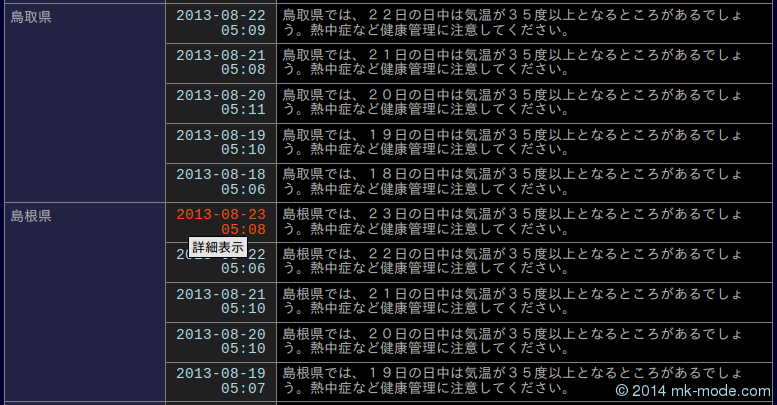 鳥取県
2013-08-22
05:09
鳥取県では、２２日の日中は気温が３５度以上となるところがあるでしょ
う。熱中症など健康管理に注意してください。
2013-08-21
05:08
鳥取県では、２１日の日中は気温が３５度以上となるところがあるでしょ
う。熱中症など健康管理に注意してください。
2013-08-20
05:11
鳥取県では、２０日の日中は気温が３５度以上となるところがあるでしょ
う。熱中症など健康管理に注意してください。
2013-08-19
05:10
鳥取県では、１９日の日中は気温が３５度以上となるところがあるでしょ
う。熱中症など健康管理に注意してください。
2013-08-18
05:06
鳥取県では、１８日の日中は気温が３５度以上となるところがあるでしょ
う。熱中症など健康管理に注意してください。
島根県
2013-08-23
05:08
島根県では、２３日の日中は気温が３５度以上となるところがあるでしょ
う。熱中症など健康管理に注意してください。
詳細表示
22
05:06
島根県では、２２日の日中は気温が３５度以上となるところがあるでしょ
う。熱中症など健康管理に注意してください。
2013-08-21
05:10
島根県では、２１日の日中は気温が３５度以上となるところがあるでしょ
う。熱中症など健康管理に注意してください。
2013-08-20
05:10
島根県では、２０日の日中は気温が３５度以上となるところがあるでしょ
う。熱中症など健康管理に注意してください。
2013-08-19
05:07
島根県では、１９日の日中は気温が３５度以上となるところがあるでしょ
う。熱中症など健康管理に注意してください。
© 2014 mk-mode.com